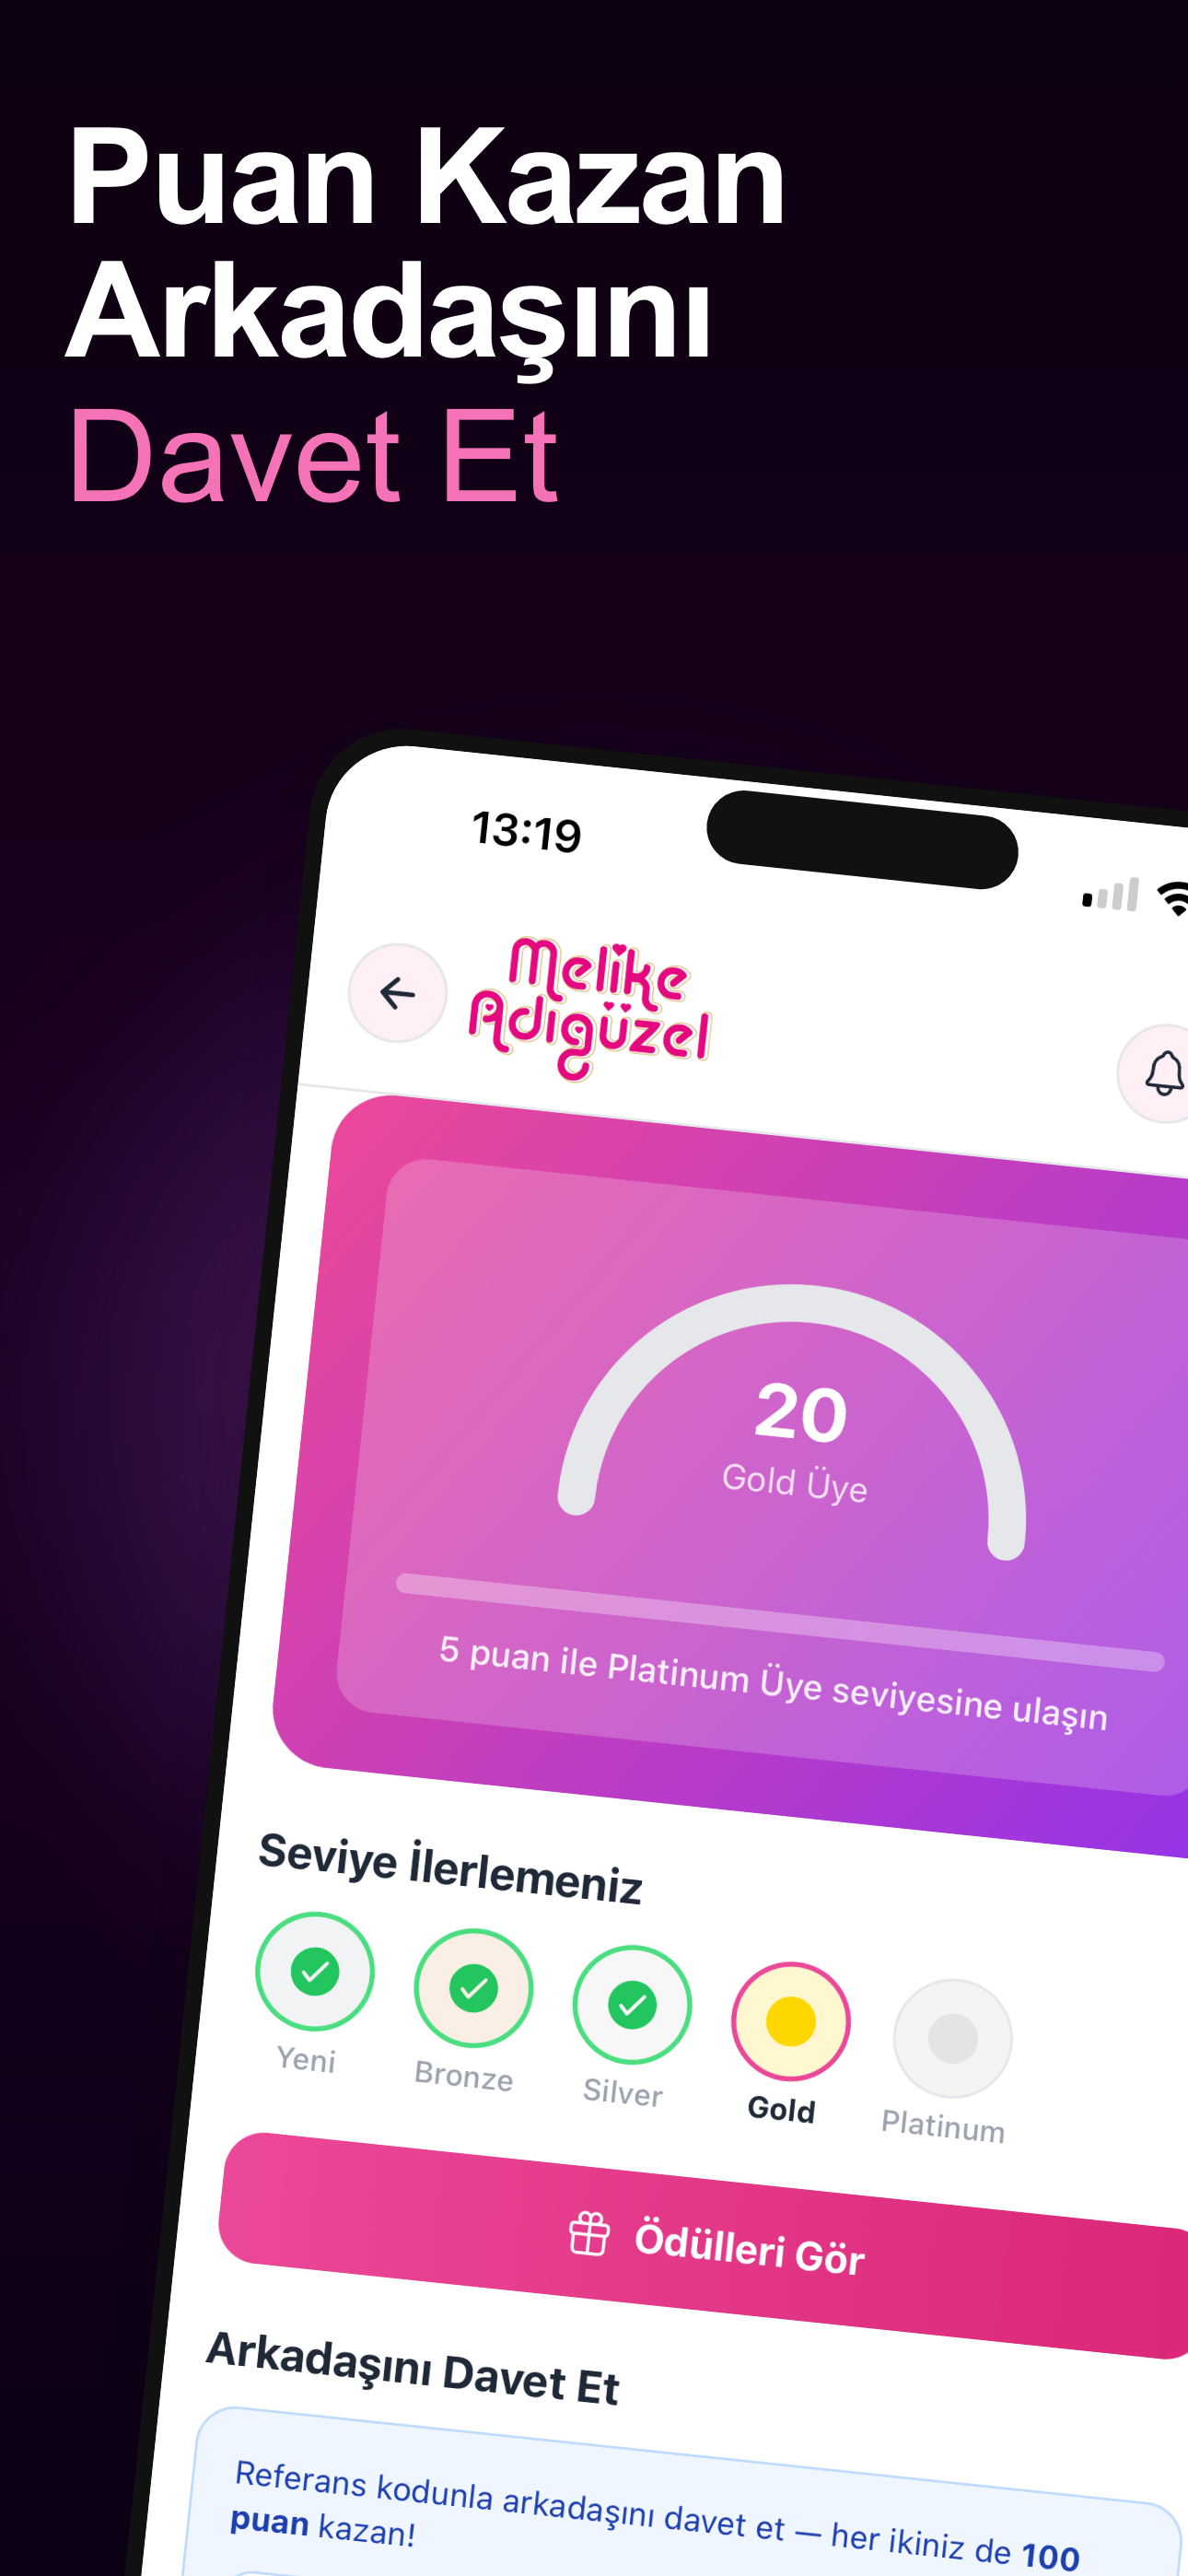 Puan Kazan
Arkadaşını
Davet Et
13:19
Melike
Adıgüzel
20
Gold Üye
5 puan ile Platinum Üye seviyesine ulaşın
Seviye İlerlemeniz
Yeni
Bronze
Silver
Gold
Platinum
Ödülleri Gör
Arkadaşını Davet Et
Referans kodunla arkadaşını davet et — her ikiniz de 100
puan kazan!